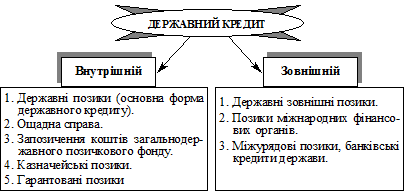 ДЕРЖАВНИЙ КРЕДИТ
Внутрішній
Зовнішній
1. Державні позики (основна форма
державного кредиту).
2. Ощадна справа.
3. Запозичення коштів загальнодер-
жавного позичкового фонду.
4. Казначейські позики.
5. Гарантовані позики
1. Державні зовнішні позики.
2. Позики міжнародних фінансо-
вих органів.
3. Міжурядові позики, банківські
кредити держави.